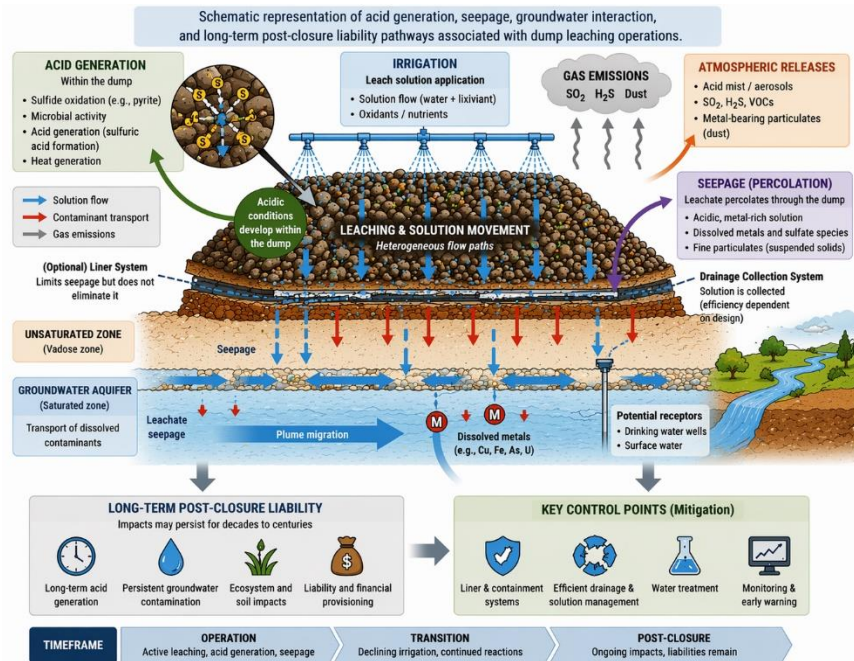 Schematic representation of acid generation, seepage, groundwater interaction,
and long-term post-closure liability pathways associated with dump leaching operations.
ACID GENERATION
Within the dump
• Sulfide oxidation (e.g., pyrite)
• Microbial activity
• Acid generation (sulfuric
acid formation)
• Heat generation
S
S
S
S
S
S
IRRIGATION
Leach solution application
• Solution flow (water + lixiviant)
• Oxidants / nutrients
GAS EMISSIONS
SO₂ H₂S Dust
ATMOSPHERIC RELEASES
• Acid mist / aerosols
• SO₂, H₂S, VOCs
• Metal-bearing particulates
(dust)
Solution flow
Contaminant transport
Gas emissions
Acidic
conditions
develop within
the dump
LEACHING & SOLUTION MOVEMENT
Heterogeneous flow paths
SEEPAGE (PERCOLATION)
Leachate percolates through the dump
• Acidic, metal-rich solution
• Dissolved metals and sulfate species
• Fine particulates (suspended solids)
(Optional) Liner System
Limits seepage but does not
eliminate it
Drainage Collection System
Solution is collected
(efficiency dependent
on design)
UNSATURATED ZONE
(Vadose zone)
Seepage
GROUNDWATER AQUIFER
(Saturated zone)
Transport of dissolved
contaminants
Leachate
seepage
Plume migration
M
M
Dissolved metals
(e.g., Cu, Fe, As, U)
Potential receptors
• Drinking water wells
• Surface water
LONG-TERM POST-CLOSURE LIABILITY
Impacts may persist for decades to centuries
Long-term acid
generation
Persistent groundwater
contamination
Ecosystem and
soil impacts
$
Liability and financial
provisioning
KEY CONTROL POINTS (Mitigation)
Liner & containment
systems
Efficient drainage &
solution management
Water treatment
Monitoring &
early warning
TIMEFRAME
OPERATION
Active leaching, acid generation, seepage
TRANSITION
Declining irrigation, continued reactions
POST-CLOSURE
Ongoing impacts, liabilities remain